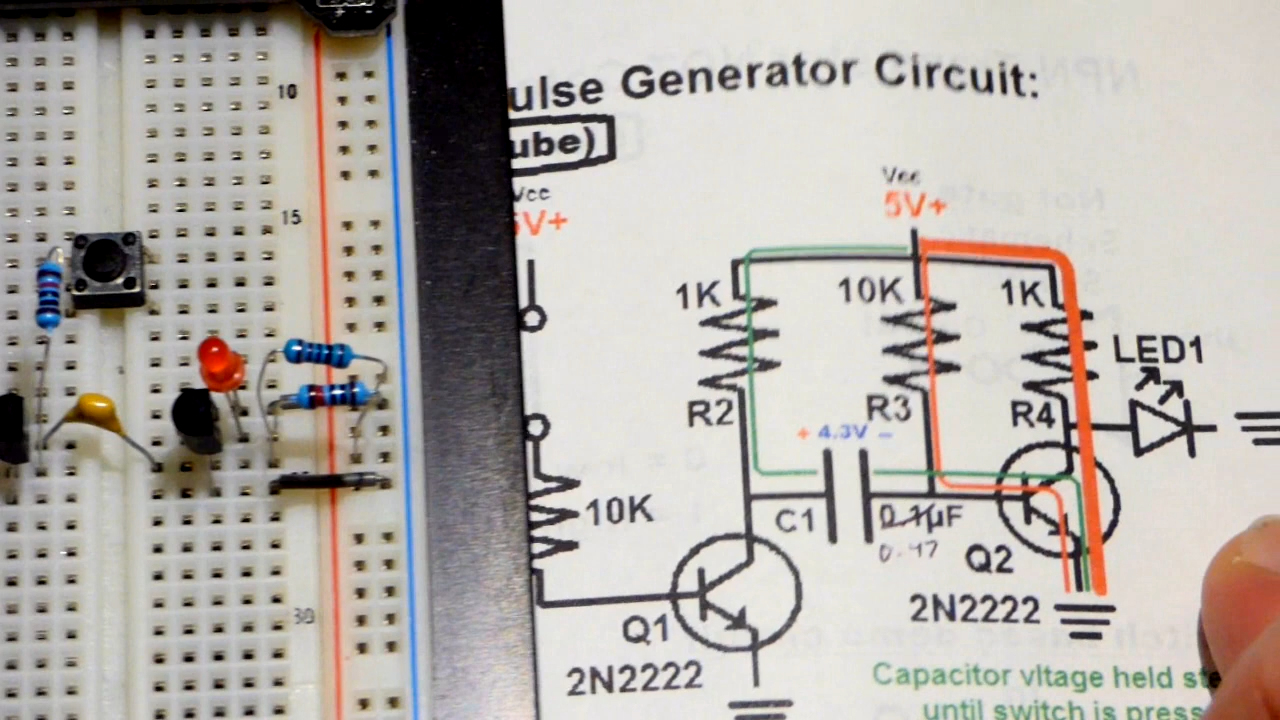 10
15
30
ulse Generator Circuit:
ube)
Vcc
5V+
Vcc
5V+
1K
10K
1K
LED1
R2
R3
R4
+ 4.3V -
10K
C1
0.1µF
0.47
Q2
2N2222
Q1
2N2222
Capacitor vltage held
until switch is press